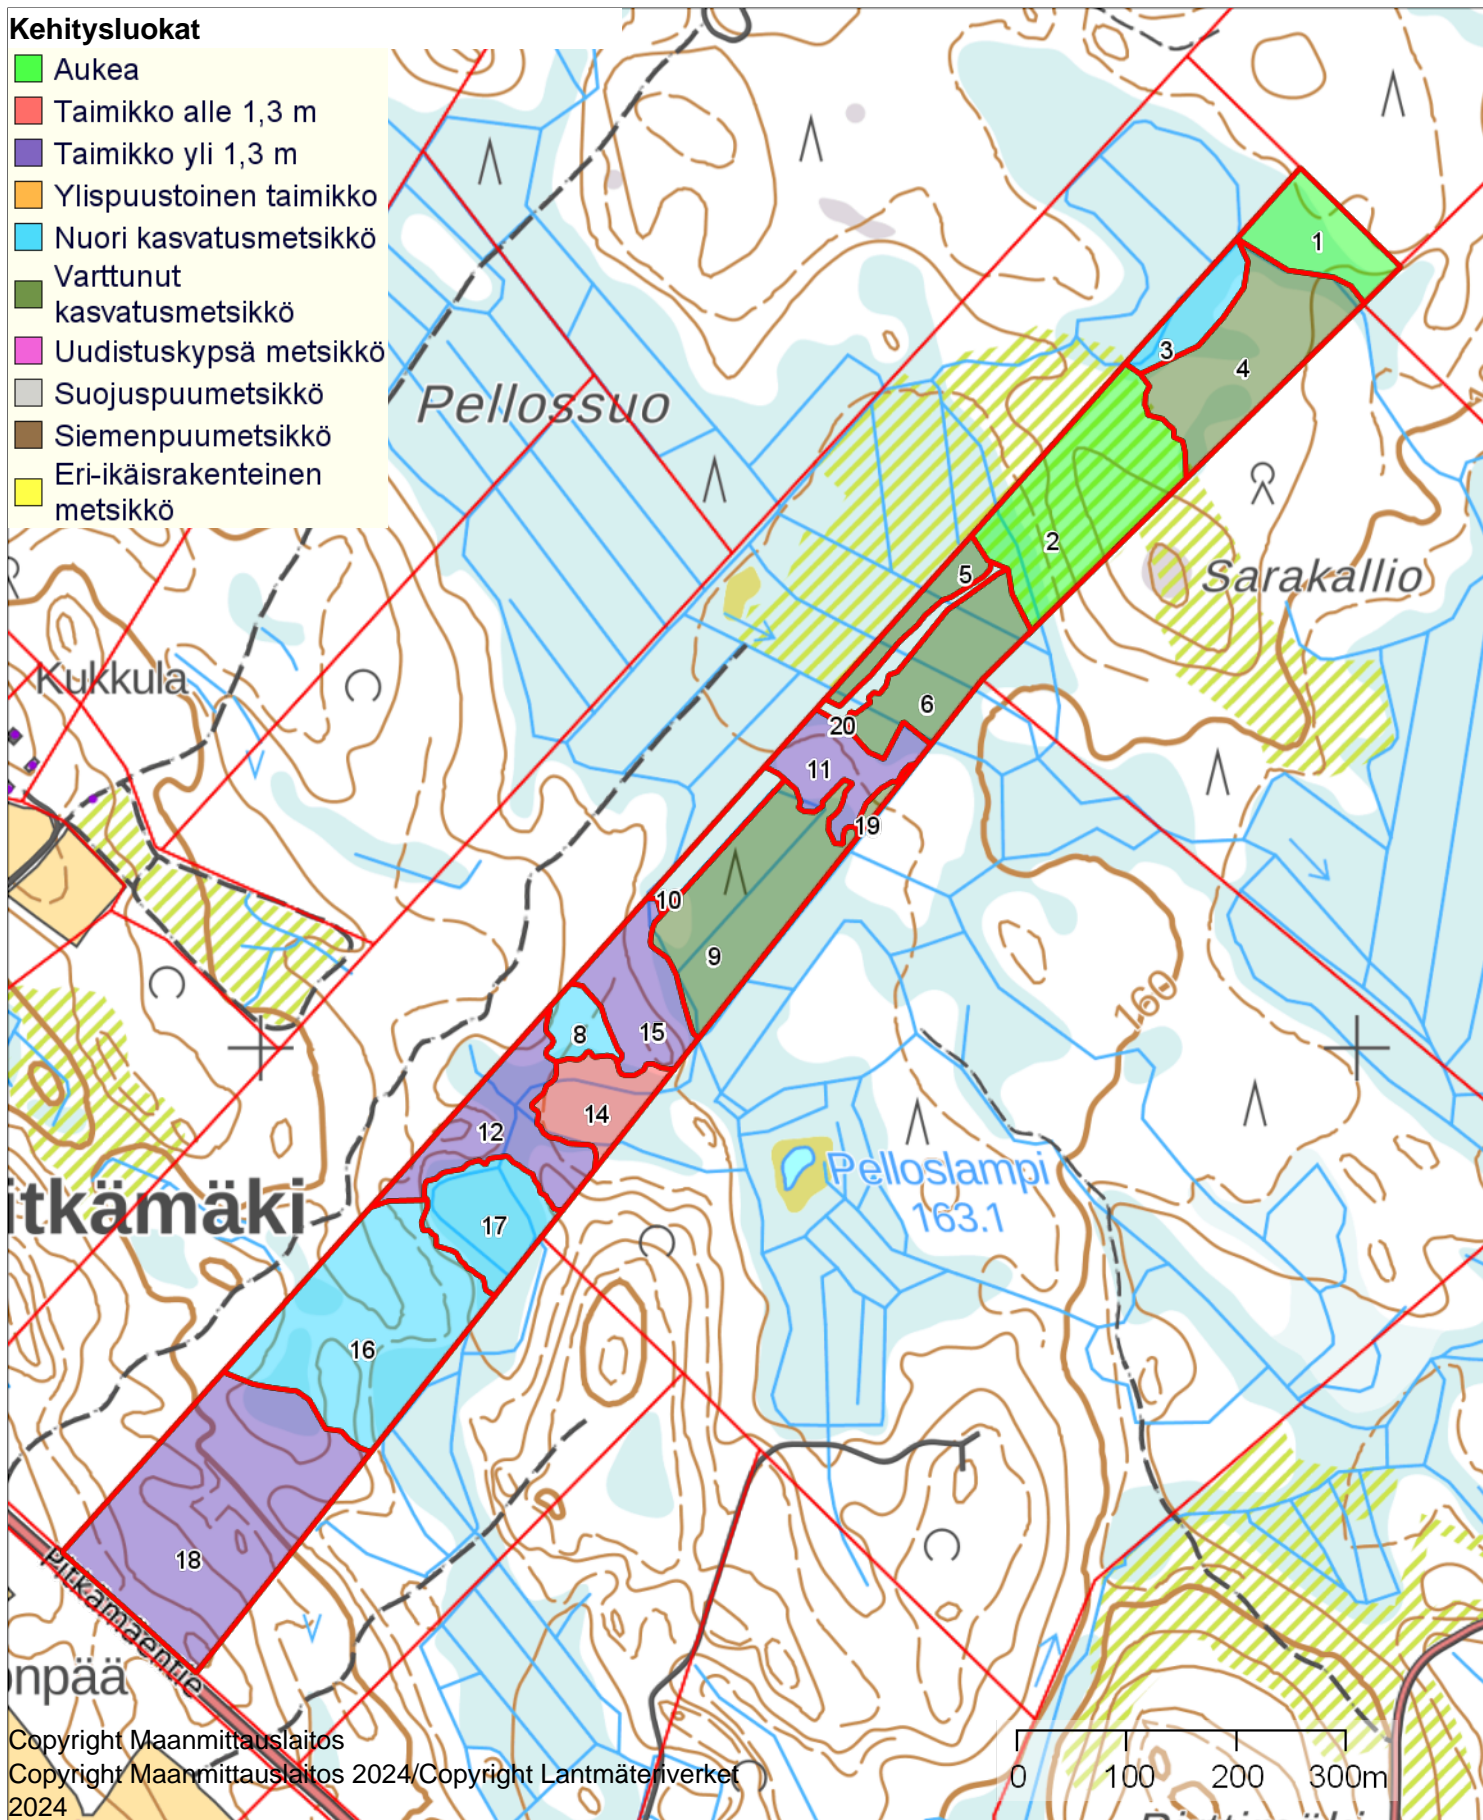 Kehitysluokat
Aukea
Taimikko alle 1,3 m
Taimikko yli 1,3 m
Ylispuustoinen taimikko
Nuori kasvatusmetsikkö
Varttunut
kasvatusmetsikkö
Uudistuskypsä metsikkö
Suojuspuumetsikkö
Siemenpuumetsikkö
Eri-ikäisrakenteinen
metsikkö
1
3
4
Pellossuo
2
5
Sarakallio
Kukkula
6
20
11
19
10
9
160
8
15
14
12
Pelloslampi
163.1
itkämäki
17
16
18
Pitkämäentie
onpää
Copyright Maanmittauslaitos
Copyright Maanmittauslaitos 2024/Copyright Lantmäteriverket
2024
0 100 200 300m